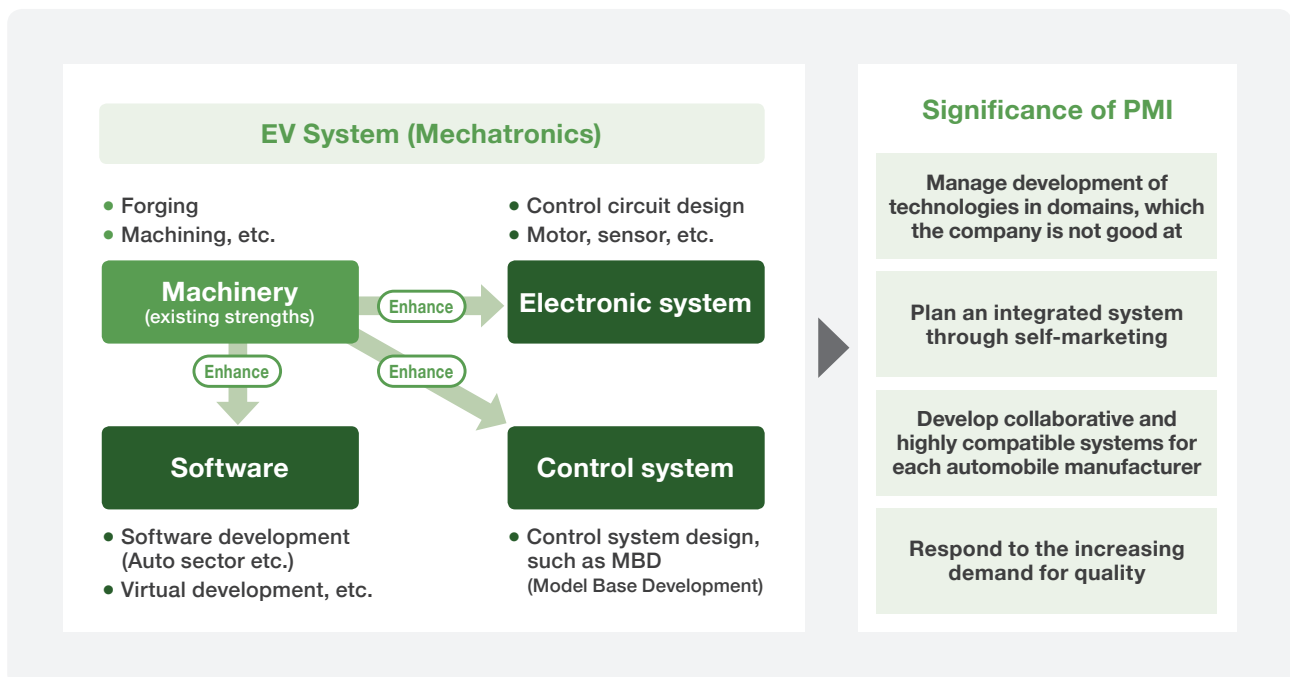 EV System (Mechatronics)
• Forging
• Machining, etc.
• Control circuit design
• Motor, sensor, etc.
Machinery
(existing strengths)
Enhance
Electronic system
Enhance
Enhance
Software
Control system
• Software development
(Auto sector etc.)
• Virtual development, etc.
• Control system design,
such as MBD
(Model Base Development)
Significance of PMI
Manage development of
technologies in domains, which
the company is not good at
Plan an integrated system
through self-marketing
Develop collaborative and
highly compatible systems for
each automobile manufacturer
Respond to the increasing
demand for quality